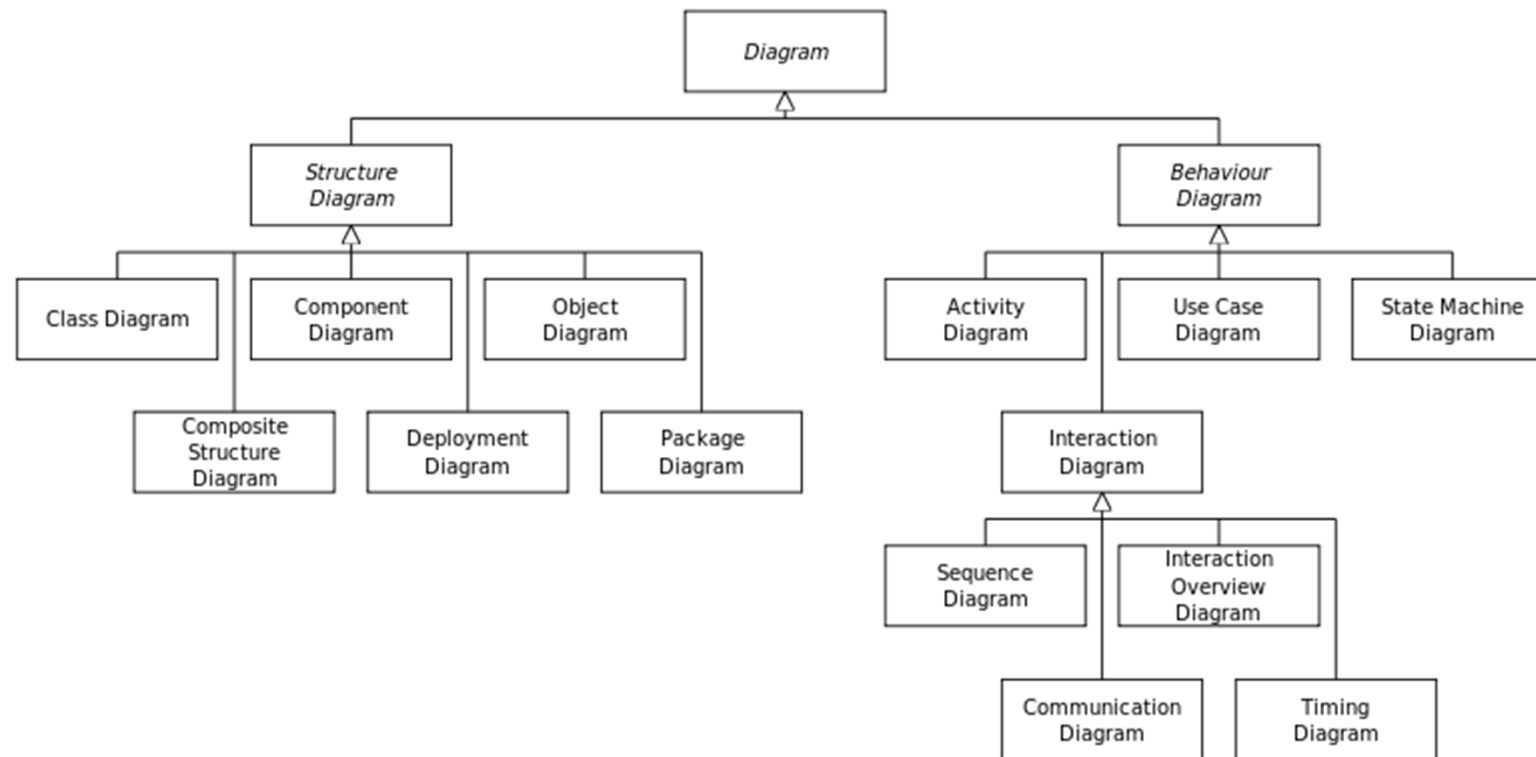 Diagram
Structure
Diagram
Behaviour
Diagram
Class Diagram
Component
Diagram
Object
Diagram
Activity
Diagram
Use Case
Diagram
State Machine
Diagram
Composite
Structure
Diagram
Deployment
Diagram
Package
Diagram
Interaction
Diagram
Sequence
Diagram
Interaction
Overview
Diagram
Communication
Diagram
Timing
Diagram